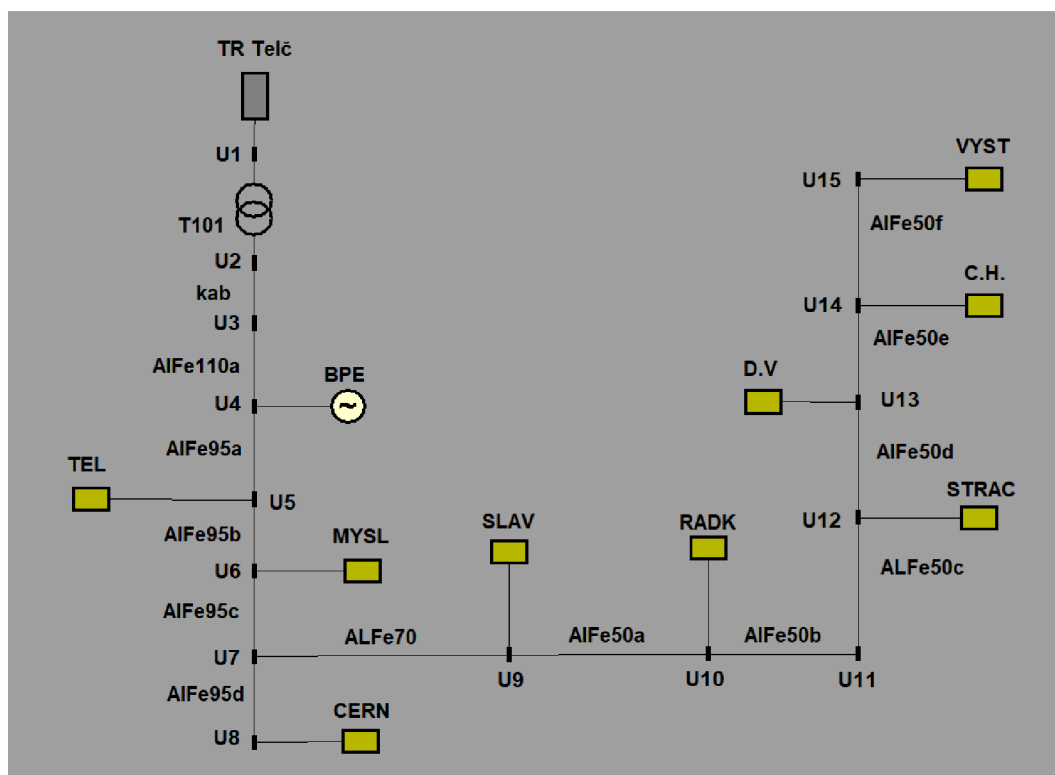 TR Telč
U1
T101
U2
kab
U3
AlFe110a
BPE
U4
~
AlFe95a
TEL
U5
AlFe95b
MYSL
U6
AlFe95c
ALFe70
U7
AlFe95d
CERN
U8
SLAV
U9
AlFe50a
RADK
U10
AlFe50b
U11
ALFe50c
STRAC
U12
AlFe50d
D.V
U13
AlFe50e
C.H.
U14
AlFe50f
VYST
U15